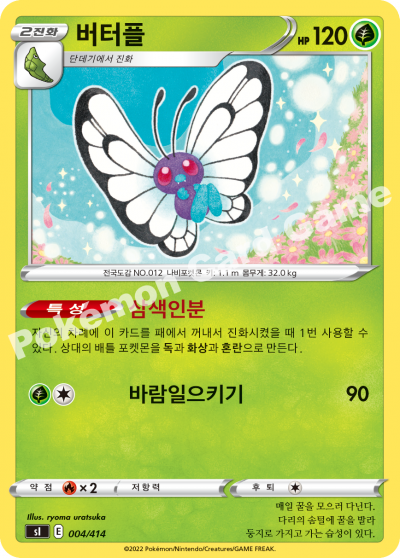 2진화 버터플 HP 120
단데기에서 진화
전국도감 NO.012 나비포켓몬 키: 1.1 m 몸무게: 32.0 kg
특성 삼색인분
자신의 차례에 이 카드를 패에서 꺼내서 진화시켰을 때 1번 사용할 수
있다. 상대의 배틀 포켓몬을 독과 화상과 혼란으로 만든다.
바람일으키기 90
약점 ×2 저항력 후퇴
Illus. ryoma uratsuka
sI E 004/414
매일 꿀을 모으러 다닌다.
다리의 솜털에 꿀을 발라
둥지로 가지고 가는 습성이 있다.
©2022 Pokémon/Nintendo/Creatures/GAME FREAK.
Pokémon Card Game